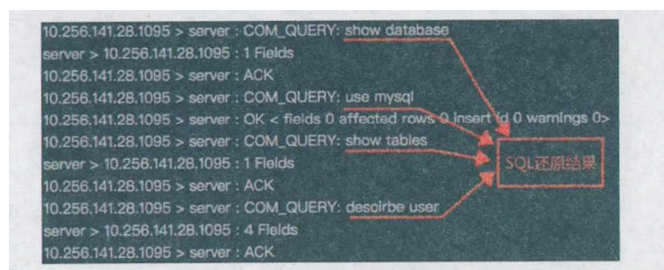 10.256.141.28.1095 > server : COM_QUERY: show database
server > 10.256.141.28.1095 : 1 Fields
10.256.141.28.1095 > server : ACK
10.256.141.28.1095 > server : COM_QUERY: use mysql
10.256.141.28.1095 > server : OK < fields 0 affected rows 0 insert id 0 warnings 0>
10.256.141.28.1095 > server : COM_QUERY: show tables
server > 10.256.141.28.1095 : 1 Fields
SQL还原结果
10.256.141.28.1095 > server : ACK
10.256.141.28.1095 > server : COM_QUERY: descirbe user
server > 10.256.141.28.1095 : 4 Fields
10.256.141.28.1095 > server : ACK